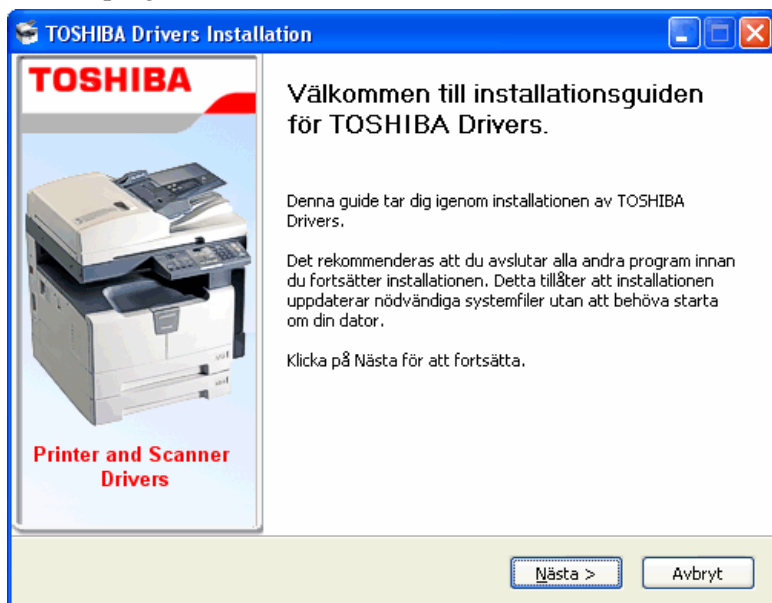 TOSHIBA Drivers Installation
TOSHIBA
Välkommen till installationsguiden
för TOSHIBA Drivers.
Denna guide tar dig igenom installationen av TOSHIBA
Drivers.
Det rekommenderas att du avslutar alla andra program innan
du fortsätter installationen. Detta tillåter att installationen
uppdaterar nödvändiga systemfiler utan att behöva starta
om din dator.
Klicka på Nästa för att fortsätta.
Printer and Scanner
Drivers
Nästa >
Avbryt